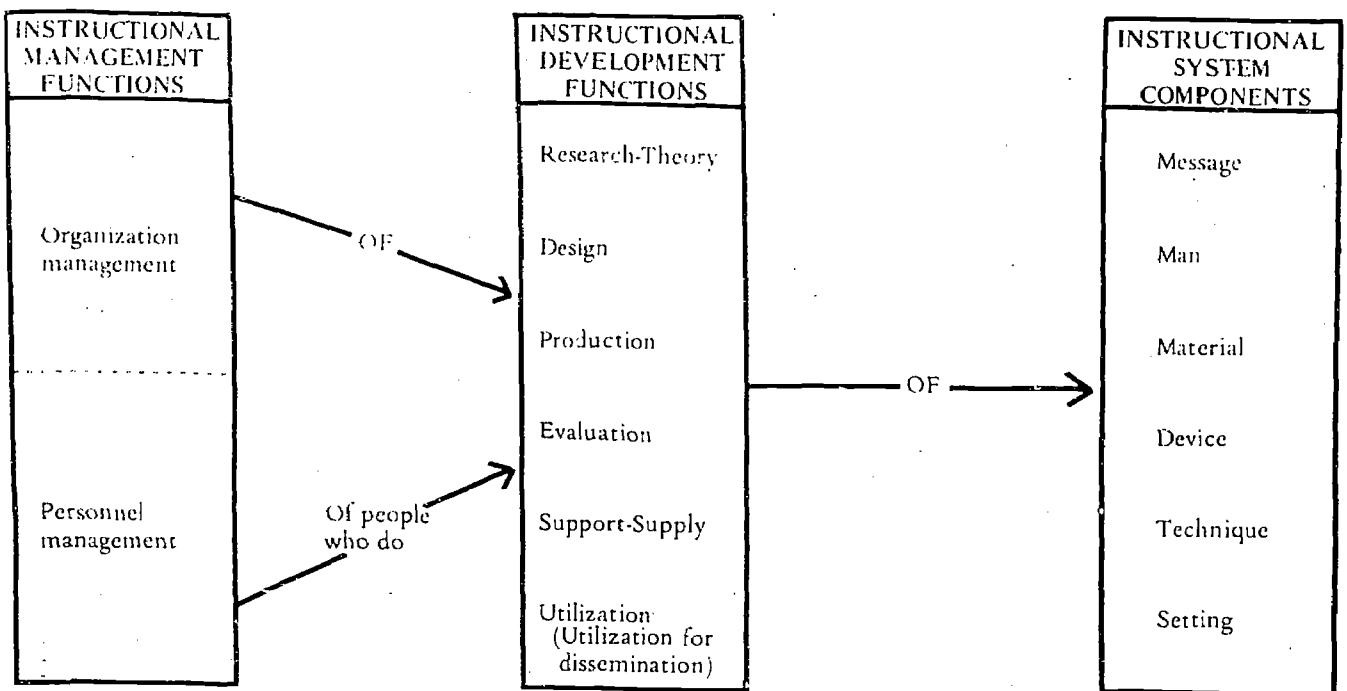 INSTRUCTIONAL
MANAGEMENT
FUNCTIONS
Organization
management
Personnel
management
OF
Of people
who do
INSTRUCTIONAL
DEVELOPMENT
FUNCTIONS
Research-Theory
Design
Production
Evaluation
Support-Supply
Utilization
(Utilization for
dissemination)
OF
INSTRUCTIONAL
SYSTEM
COMPONENTS
Message
Man
Material
Device
Technique
Setting